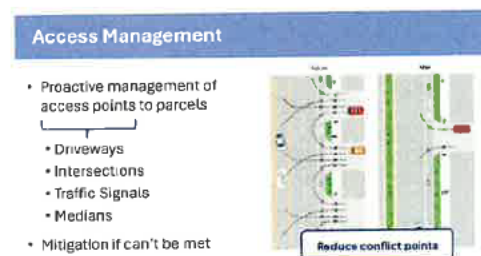 Access Management
• Proactive management of
access points to parcels
• Driveways
• Intersections
• Traffic Signals
• Medians
• Mitigation if can't be met
After
Reduce conflict points